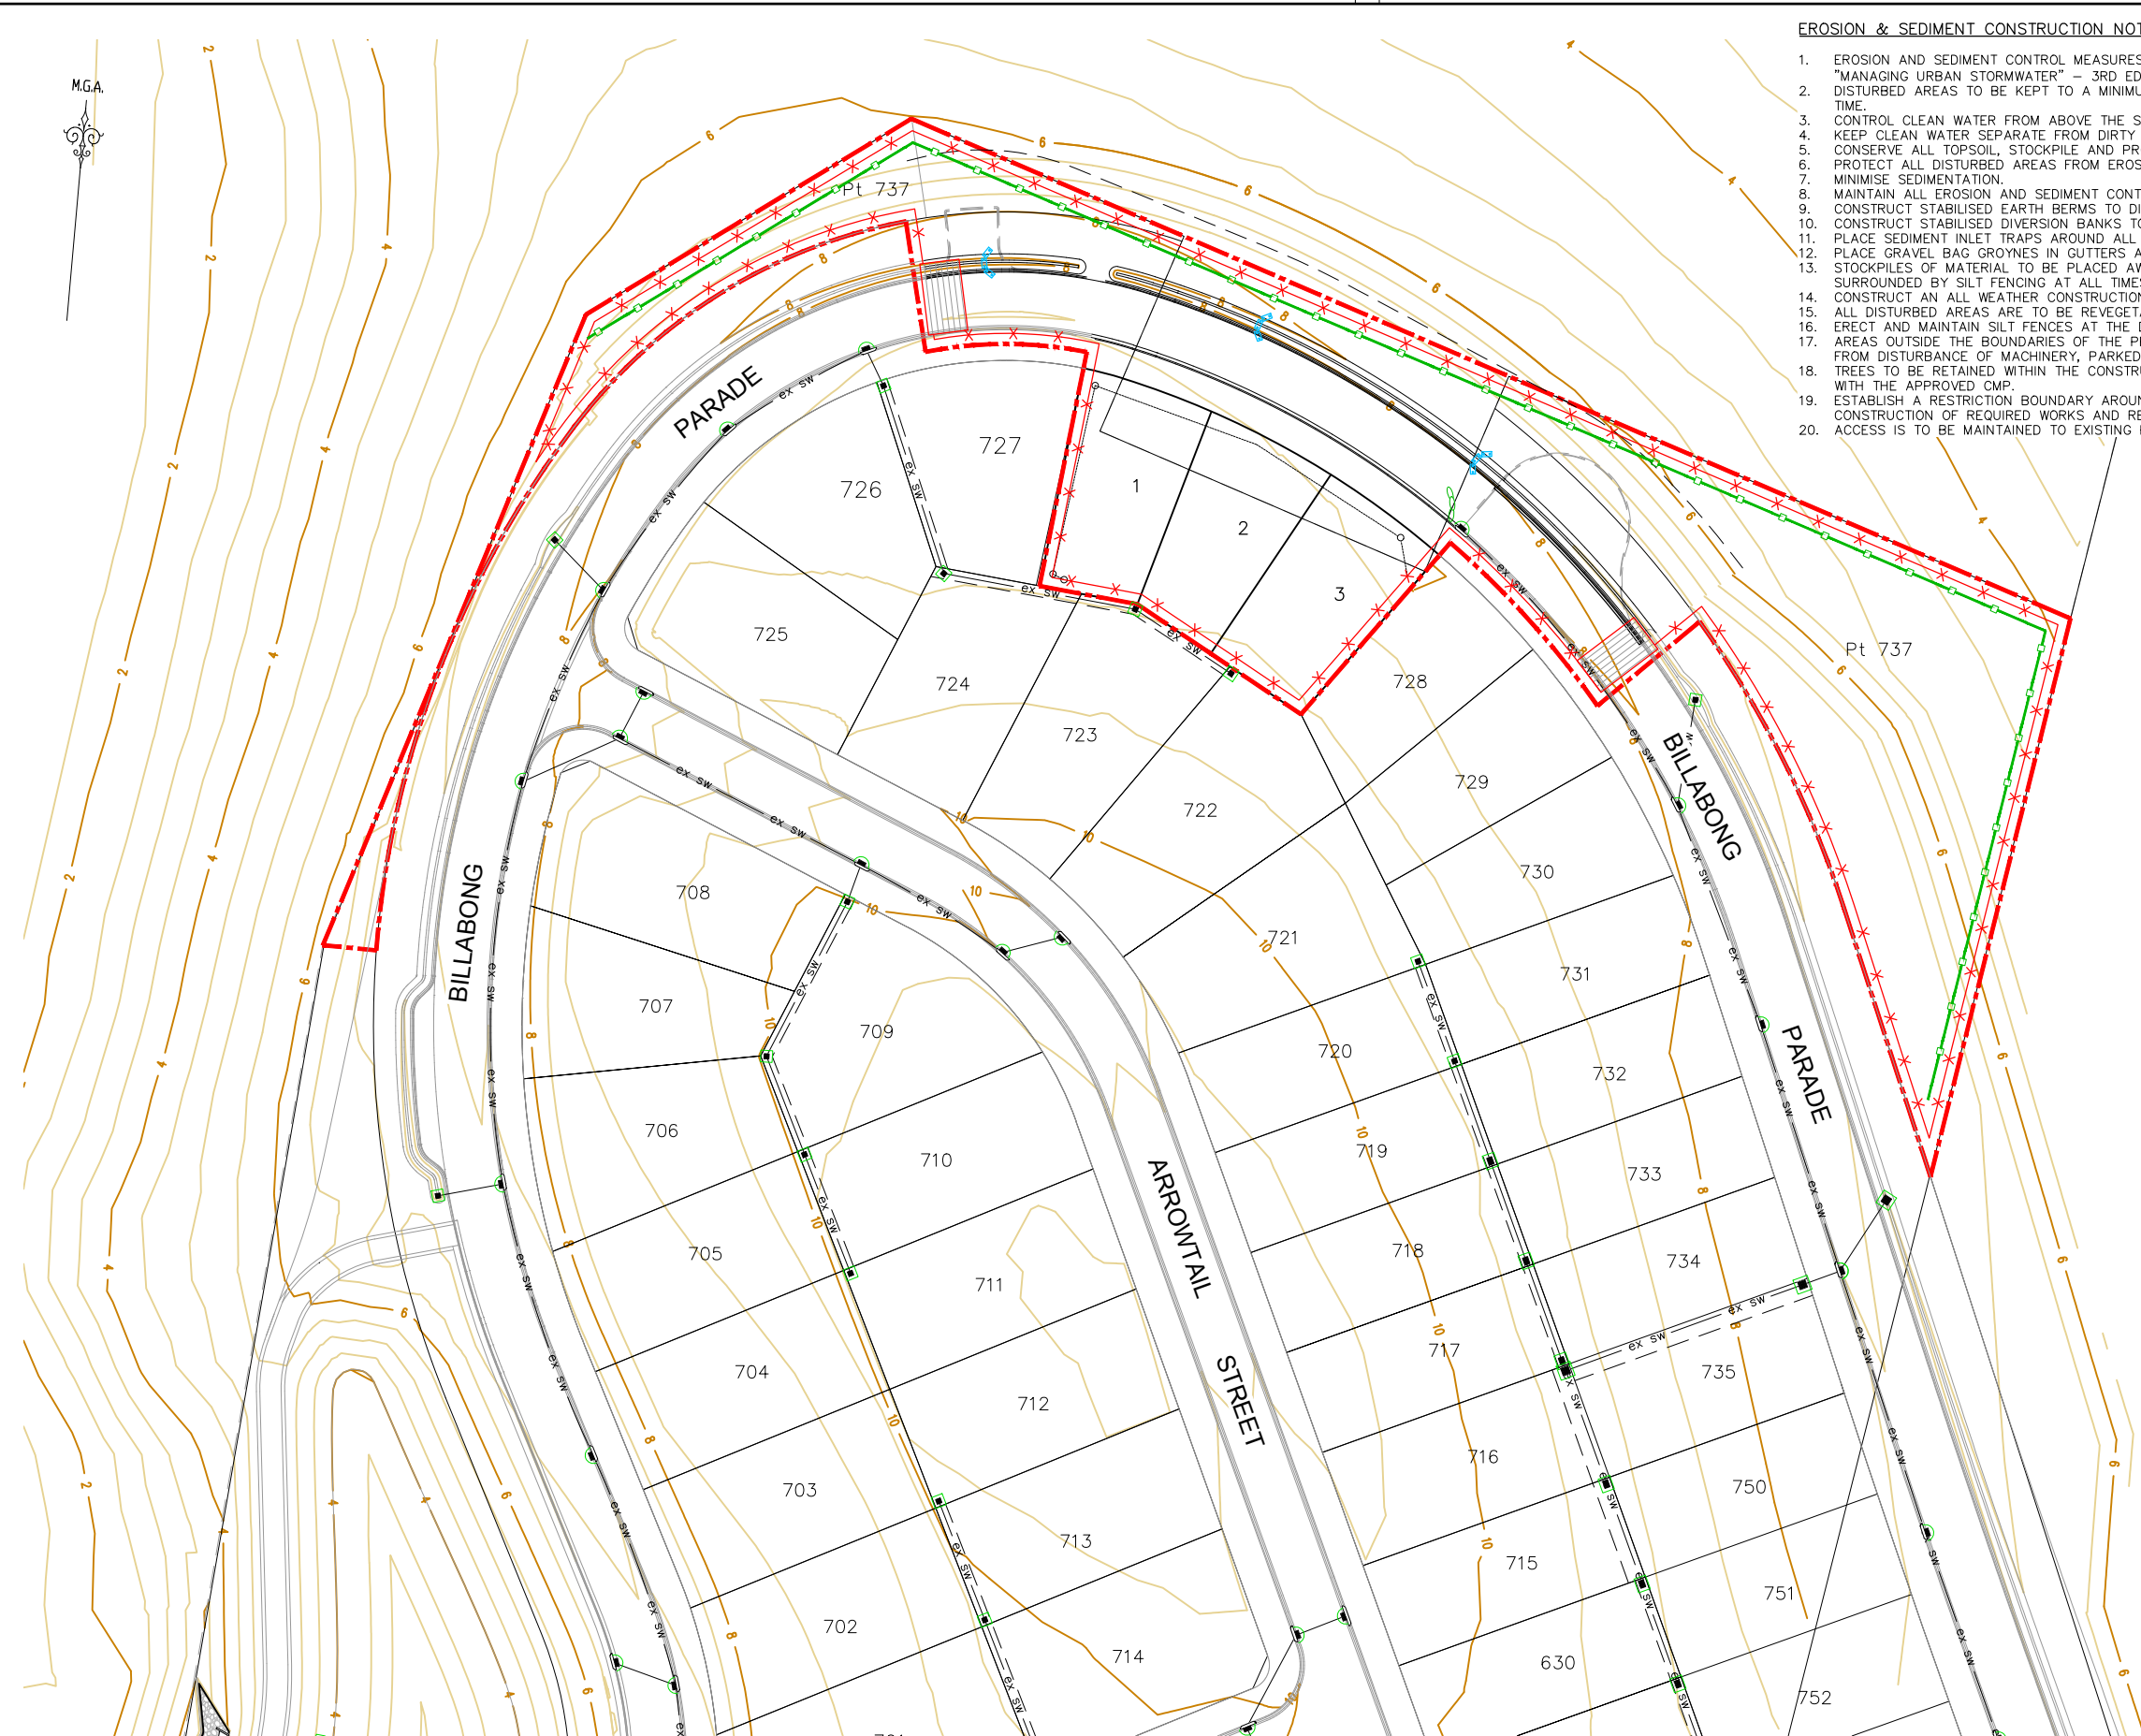 M.G.A.
EROSION & SEDIMENT CONSTRUCTION NOT
1. EROSION AND SEDIMENT CONTROL MEASURES
"MANAGING URBAN STORMWATER" – 3RD ED
2. DISTURBED AREAS TO BE KEPT TO A MINIMU
TIME.
3. CONTROL CLEAN WATER FROM ABOVE THE S
4. KEEP CLEAN WATER SEPARATE FROM DIRTY
5. CONSERVE ALL TOPSOIL, STOCKPILE AND PR
6. PROTECT ALL DISTURBED AREAS FROM EROS
7. MINIMISE SEDIMENTATION.
8. MAINTAIN ALL EROSION AND SEDIMENT CONT
9. CONSTRUCT STABILISED EARTH BERMS TO DI
10. CONSTRUCT STABILISED DIVERSION BANKS TO
11. PLACE SEDIMENT INLET TRAPS AROUND ALL
12. PLACE GRAVEL BAG GROYNES IN GUTTERS A
13. STOCKPILES OF MATERIAL TO BE PLACED AW
SURROUNDED BY SILT FENCING AT ALL TIMES
14. CONSTRUCT AN ALL WEATHER CONSTRUCTION
15. ALL DISTURBED AREAS ARE TO BE REVEGETA
16. ERECT AND MAINTAIN SILT FENCES AT THE D
17. AREAS OUTSIDE THE BOUNDARIES OF THE P
FROM DISTURBANCE OF MACHINERY, PARKED
18. TREES TO BE RETAINED WITHIN THE CONSTRU
WITH THE APPROVED CMP.
19. ESTABLISH A RESTRICTION BOUNDARY AROUN
CONSTRUCTION OF REQUIRED WORKS AND RE
20. ACCESS IS TO BE MAINTAINED TO EXISTING
Pt 737
PARADE
727
726
1
2
3
725
724
723
722
728
729
Pt 737
BILLABONG
730
721
731
708
BILLABONG
707
709
720
732
PARADE
706
710
719
733
705
711
718
734
ARROWTAIL
704
712
717
735
STREET
703
713
716
750
702
714
715
751
630
752
ex sw
2
4
6
8
10